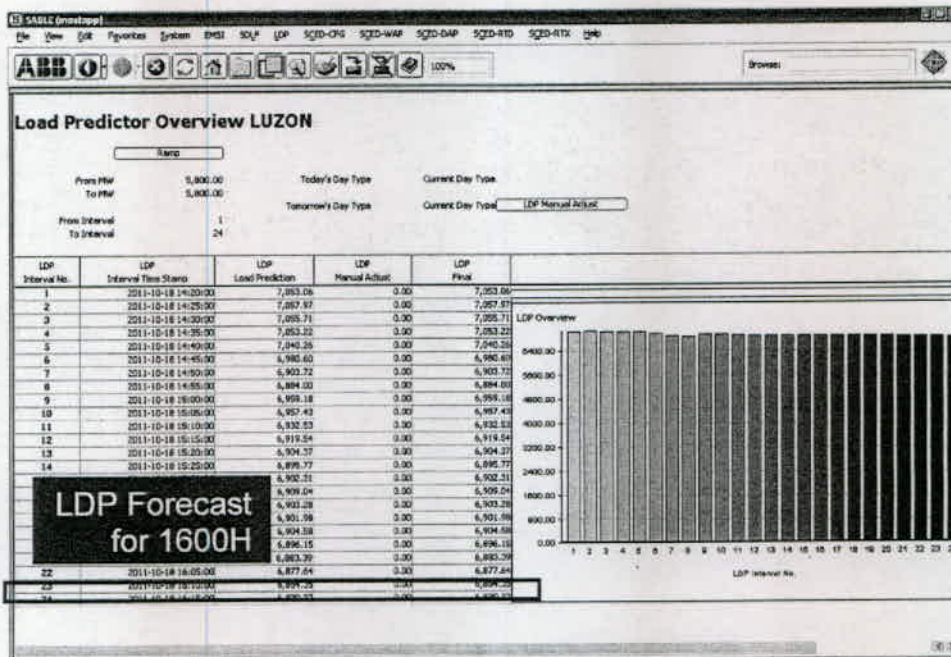 SABLE (mostapp)
File View Edit Favorites System EMSI SOLF LDP SCED-CFG SCED-WAP SCED-DAP SCED-RTD SCED-RTX Help
ABB 100% Browse:
Load Predictor Overview LUZON
Ramp
From MW 5,800.00 Today's Day Type Current Day Type
To MW 5,800.00
Tomorrow's Day Type Current Day Type LDP Manual Adjust
From Interval 1
To Interval 24
LDP Interval No. LDP Interval Time Stamp LDP Load Prediction LDP Manual Adjust LDP Final
1 2011-10-18 14:20:00 7,053.06 0.00 7,053.06
2 2011-10-18 14:25:00 7,057.97 0.00 7,057.97
3 2011-10-18 14:30:00 7,055.71 0.00 7,055.71
4 2011-10-18 14:35:00 7,053.22 0.00 7,053.22
5 2011-10-18 14:40:00 7,040.26 0.00 7,040.26
6 2011-10-18 14:45:00 6,980.60 0.00 6,980.60
7 2011-10-18 14:50:00 6,903.72 0.00 6,903.72
8 2011-10-18 14:55:00 6,884.00 0.00 6,884.00
9 2011-10-18 15:00:00 6,959.18 0.00 6,959.18
10 2011-10-18 15:05:00 6,957.43 0.00 6,957.43
11 2011-10-18 15:10:00 6,932.53 0.00 6,932.53
12 2011-10-18 15:15:00 6,919.54 0.00 6,919.54
13 2011-10-18 15:20:00 6,904.37 0.00 6,904.37
14 2011-10-18 15:25:00 6,895.77 0.00 6,895.77
6,902.31 0.00 6,902.31
6,909.04 0.00 6,909.04
6,903.28 0.00 6,903.28
6,901.98 0.00 6,901.98
6,904.58 0.00 6,904.58
6,896.15 0.00 6,896.15
6,883.39 0.00 6,883.39
LDP Forecast
for 1600H
22 2011-10-18 16:05:00 6,877.64 0.00 6,877.64
23 2011-10-18 16:10:00 0.00
LDP Overview
6400.00
5600.00
4800.00
4000.00
3200.00
2400.00
1600.00
800.00
0.00
1 2 3 4 5 6 7 8 9 10 11 12 13 14 15 16 17 18 19 20 21 22 23
LDP Interval No.